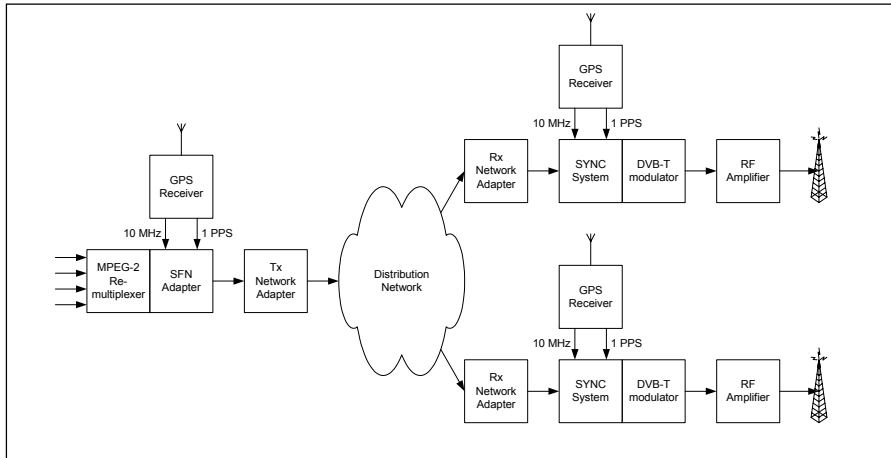 GPS
Receiver
10 MHz
1 PPS
MPEG-2
Re-
multiplexer
SFN
Adapter
Tx
Network
Adapter
Distribution
Network
Rx
Network
Adapter
GPS
Receiver
10 MHz
1 PPS
SYNC
System
DVB-T
modulator
RF
Amplifier
Rx
Network
Adapter
GPS
Receiver
10 MHz
1 PPS
SYNC
System
DVB-T
modulator
RF
Amplifier